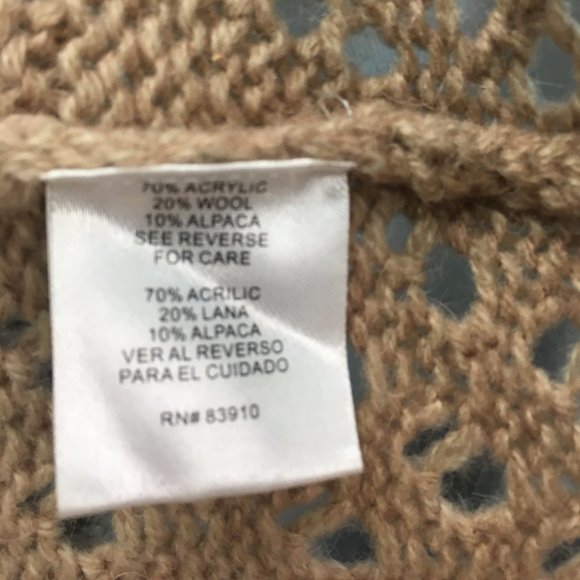 70% ACRYLIC
20% WOOL
10% ALPACA
SEE REVERSE
FOR CARE
70% ACRILIC
20% LANA
10% ALPACA
VER AL REVERSO
PARA EL CUIDADO
RN# 83910